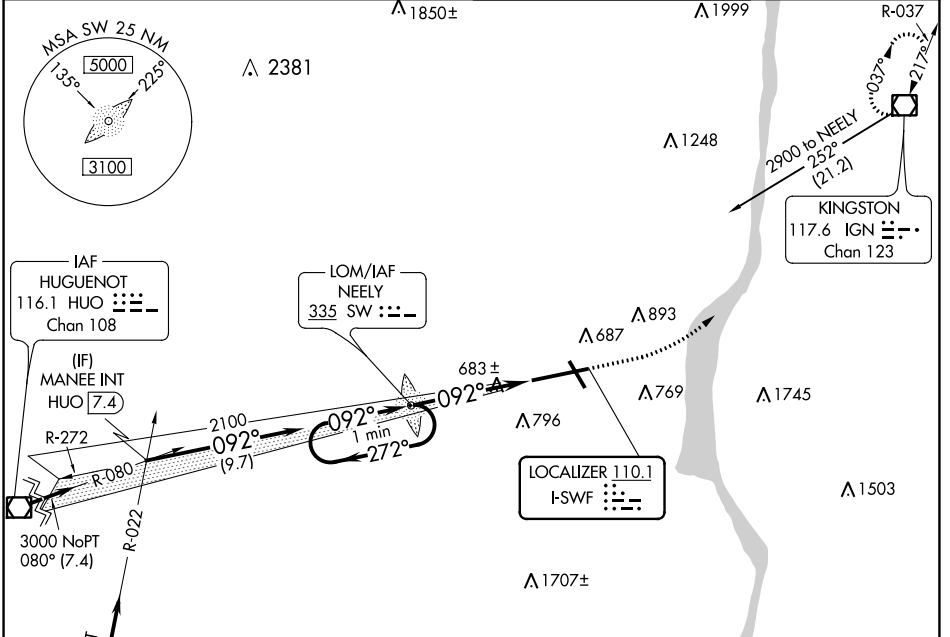 1850±
1999
R-037
MSA SW 25 NM
5000
135°
225°
3100
2381
037°
217°
1248
2900 to NEELY
252°
(21.2)
KINGSTON
117.6 IGN
Chan 123
IAF
HUGUENOT
116.1 HUO
Chan 108
LOM/IAF
NEELY
335 SW
(IF)
MANEE INT
HUO 7.4
893
687
683±
769
1745
796
2100
092°
092°
092°
1 min
272°
(9.7)
R-272
R-080
R-022
3000 NoPT
080° (7.4)
LOCALIZER 110.1
I-SWF
1503
1707±